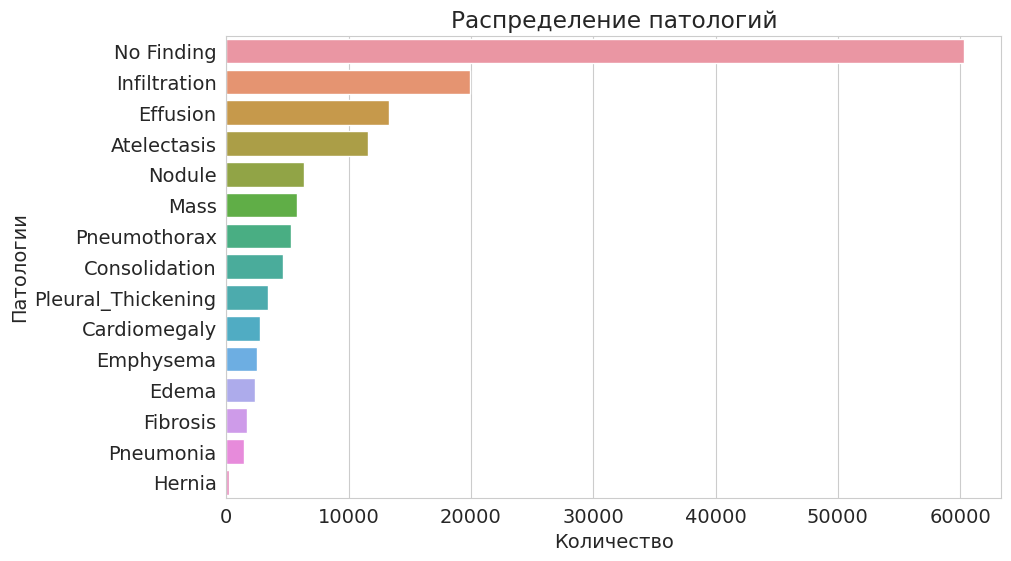 Распределение патологий
Патологии
No Finding
Infiltration
Effusion
Atelectasis
Nodule
Mass
Pneumothorax
Consolidation
Pleural_Thickening
Cardiomegaly
Emphysema
Edema
Fibrosis
Pneumonia
Hernia
0 10000 20000 30000 40000 50000 60000
Количество